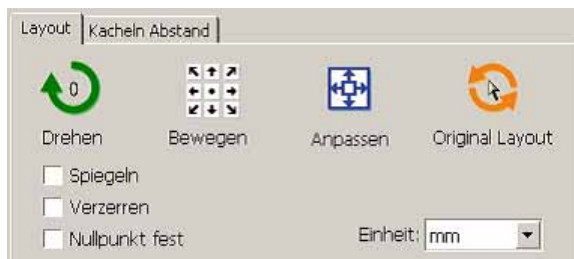 Layout Kacheln Abstand
0
Drehen Bewegen Anpassen Original Layout
Spiegeln
Verzerren
Nullpunkt fest Einheit: mm